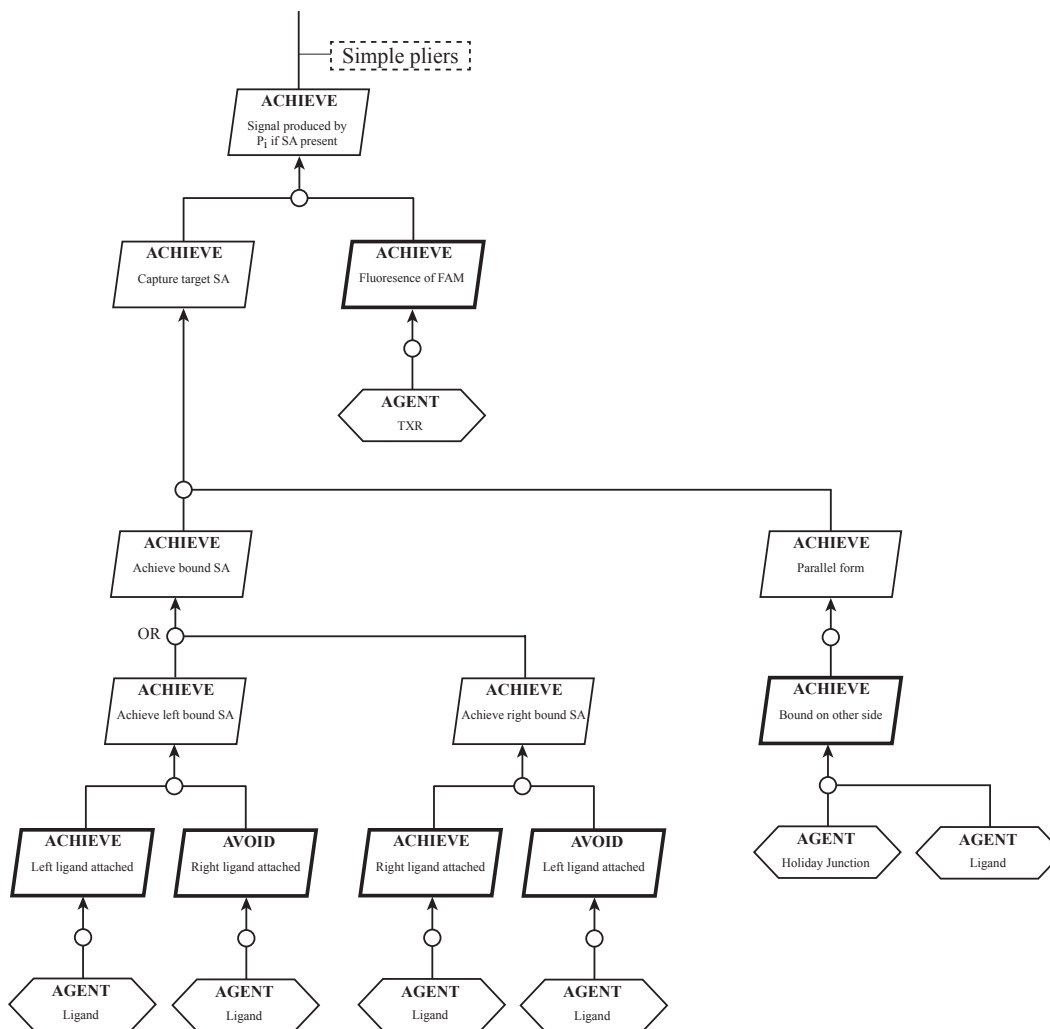 Simple pliers
ACHIEVE
Signal produced by
Pi if SA present
ACHIEVE
Capture target SA
ACHIEVE
Fluoresence of FAM
AGENT
TXR
ACHIEVE
Achieve bound SA
ACHIEVE
Parallel form
OR
ACHIEVE
Achieve left bound SA
ACHIEVE
Achieve right bound SA
ACHIEVE
Bound on other side
ACHIEVE
Left ligand attached
AVOID
Right ligand attached
ACHIEVE
Right ligand attached
AVOID
Left ligand attached
AGENT
Holiday Junction
AGENT
Ligand
AGENT
Ligand
AGENT
Ligand
AGENT
Ligand
AGENT
Ligand